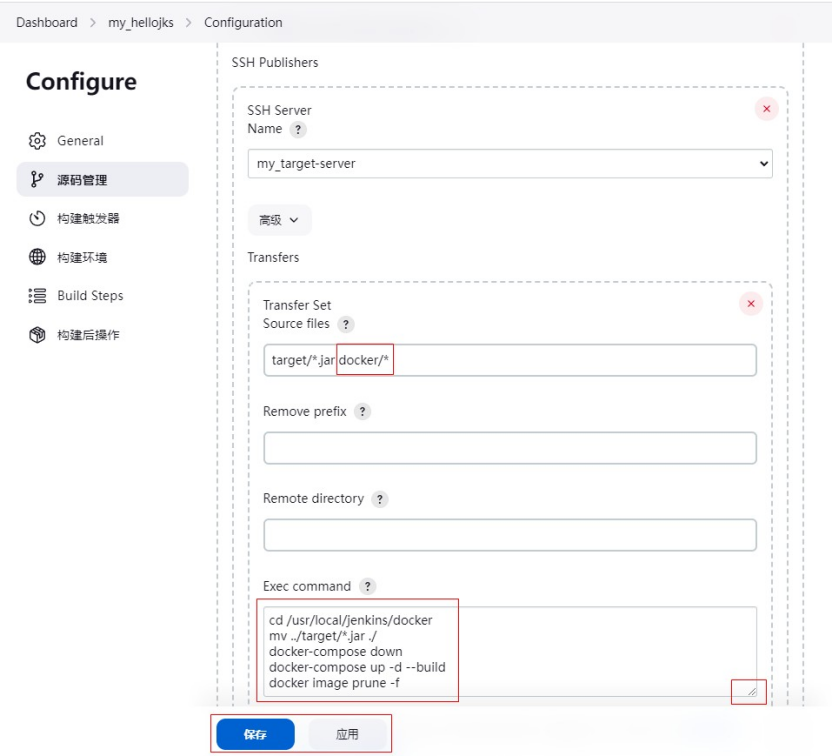 Dashboard > my_hellojks > Configuration
Configure
General
源码管理
构建触发器
构建环境
Build Steps
构建后操作
SSH Publishers
SSH Server
Name ?
my_target-server
高级
Transfers
Transfer Set
Source files ?
target/*.jar docker/*
Remove prefix ?
Remote directory ?
Exec command ?
cd /usr/local/jenkins/docker
mv ../target/*.jar ./
docker-compose down
docker-compose up -d --build
docker image prune -f
保存
应用